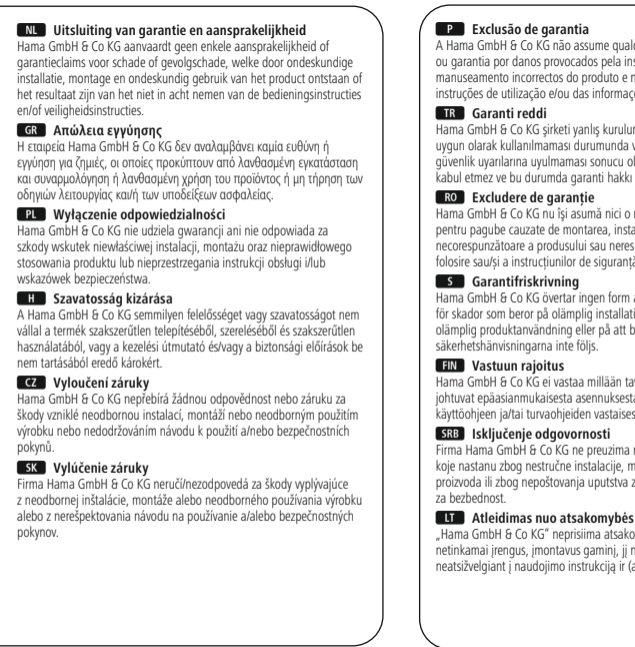 NL Uitsluiting van garantie en aansprakelijkheid
Hama GmbH & Co KG aanvaardt geen enkele aansprakelijkheid of
garantieclaims voor schade of gevolgschade, welke door ondeskundige
installatie, montage en ondeskundig gebruik van het product ontstaan of
het resultaat zijn van het niet in acht nemen van de bedieningsinstructies
en/of veiligheidsinstructies.
GR Απώλεια εγγύησης
Η εταιρεία Hama GmbH & Co KG δεν αναλαμβάνει καμία ευθύνη ή
εγγύηση για ζημιές, οι οποίες προκύπτουν από λανθασμένη εγκατάσταση
και συναρμολόγηση ή λανθασμένη χρήση του προϊόντος ή μη τήρηση των
οδηγιών λειτουργίας και/ή των υποδείξεων ασφαλείας.
PL Wyłączenie odpowiedzialności
Hama GmbH & Co KG nie udziela gwarancji ani nie odpowiada za
szkody wskutek niewłaściwej instalacji, montażu oraz nieprawidłowego
stosowania produktu lub nieprzestrzegania instrukcji obsługi i/lub
wskazówek bezpieczeństwa.
H Szavatosság kizárása
A Hama GmbH & Co KG semmilyen felelősséget vagy szavatosságot nem
vállal a termék szakszerűtlen telepítéséből, szereléséből és szakszerűtlen
használatából, vagy a kezelési útmutató és/vagy a biztonsági előírások be
nem tartásából eredő károkért.
CZ Vyloučení záruky
Hama GmbH & Co KG nepřebírá žádnou odpovědnost nebo záruku za
škody vzniklé neodbornou instalací, montáží nebo neodborným použitím
výrobku nebo nedodržováním návodu k použití a/nebo bezpečnostních
pokynů.
SK Vylúčenie záruky
Firma Hama GmbH & Co KG neručí/nezodpovedá za škody vyplývajúce
z neodbornej inštalácie, montáže alebo neodborného používania výrobku
alebo z nerešpektovania návodu na používanie a/alebo bezpečnostných
pokynov.
P Exclusão de garantia
A Hama GmbH & Co KG não assume
ou garantia por danos provocados pela
manuseamento incorrectos do produto e
instruções de utilização e/ou das
TR Garanti reddi
Hama GmbH & Co KG şirketi yanlış
uygun olarak kullanılmaması durumunda
güvenlik uyarılarına uyulmaması sonucu
kabul etmez ve bu durumda garanti hakkı
RO Excludere de garanție
Hama GmbH & Co KG nu își asumă nici o
pentru pagube cauzate de montarea,
necorespunzătoare a produsului sau
folosire sau/și a instrucțiunilor de
S Garantifriskrivning
Hama GmbH & Co KG övertar ingen form
för skador som beror på olämplig
olämplig produktanvändning eller på att
säkerhetshänvisningarna inte följs.
FIN Vastuun rajoitus
Hama GmbH & Co KG ei vastaa millään
johtuvat epäasianmukaisesta
käyttöohjeen ja/tai turvaohjeiden
SRB Isključenje odgovornosti
Firma Hama GmbH & Co KG ne preuzima
koje nastanu zbog nestručne instalacije,
proizvoda ili zbog nepoštovanja uputstva
za bezbednost.
LT Atleidimas nuo atsakomybės
„Hama GmbH & Co KG“ neprisiima
netinkamai įrengus, įmontavus gaminį, jį
neatsižvelgiant į naudojimo instrukciją ir